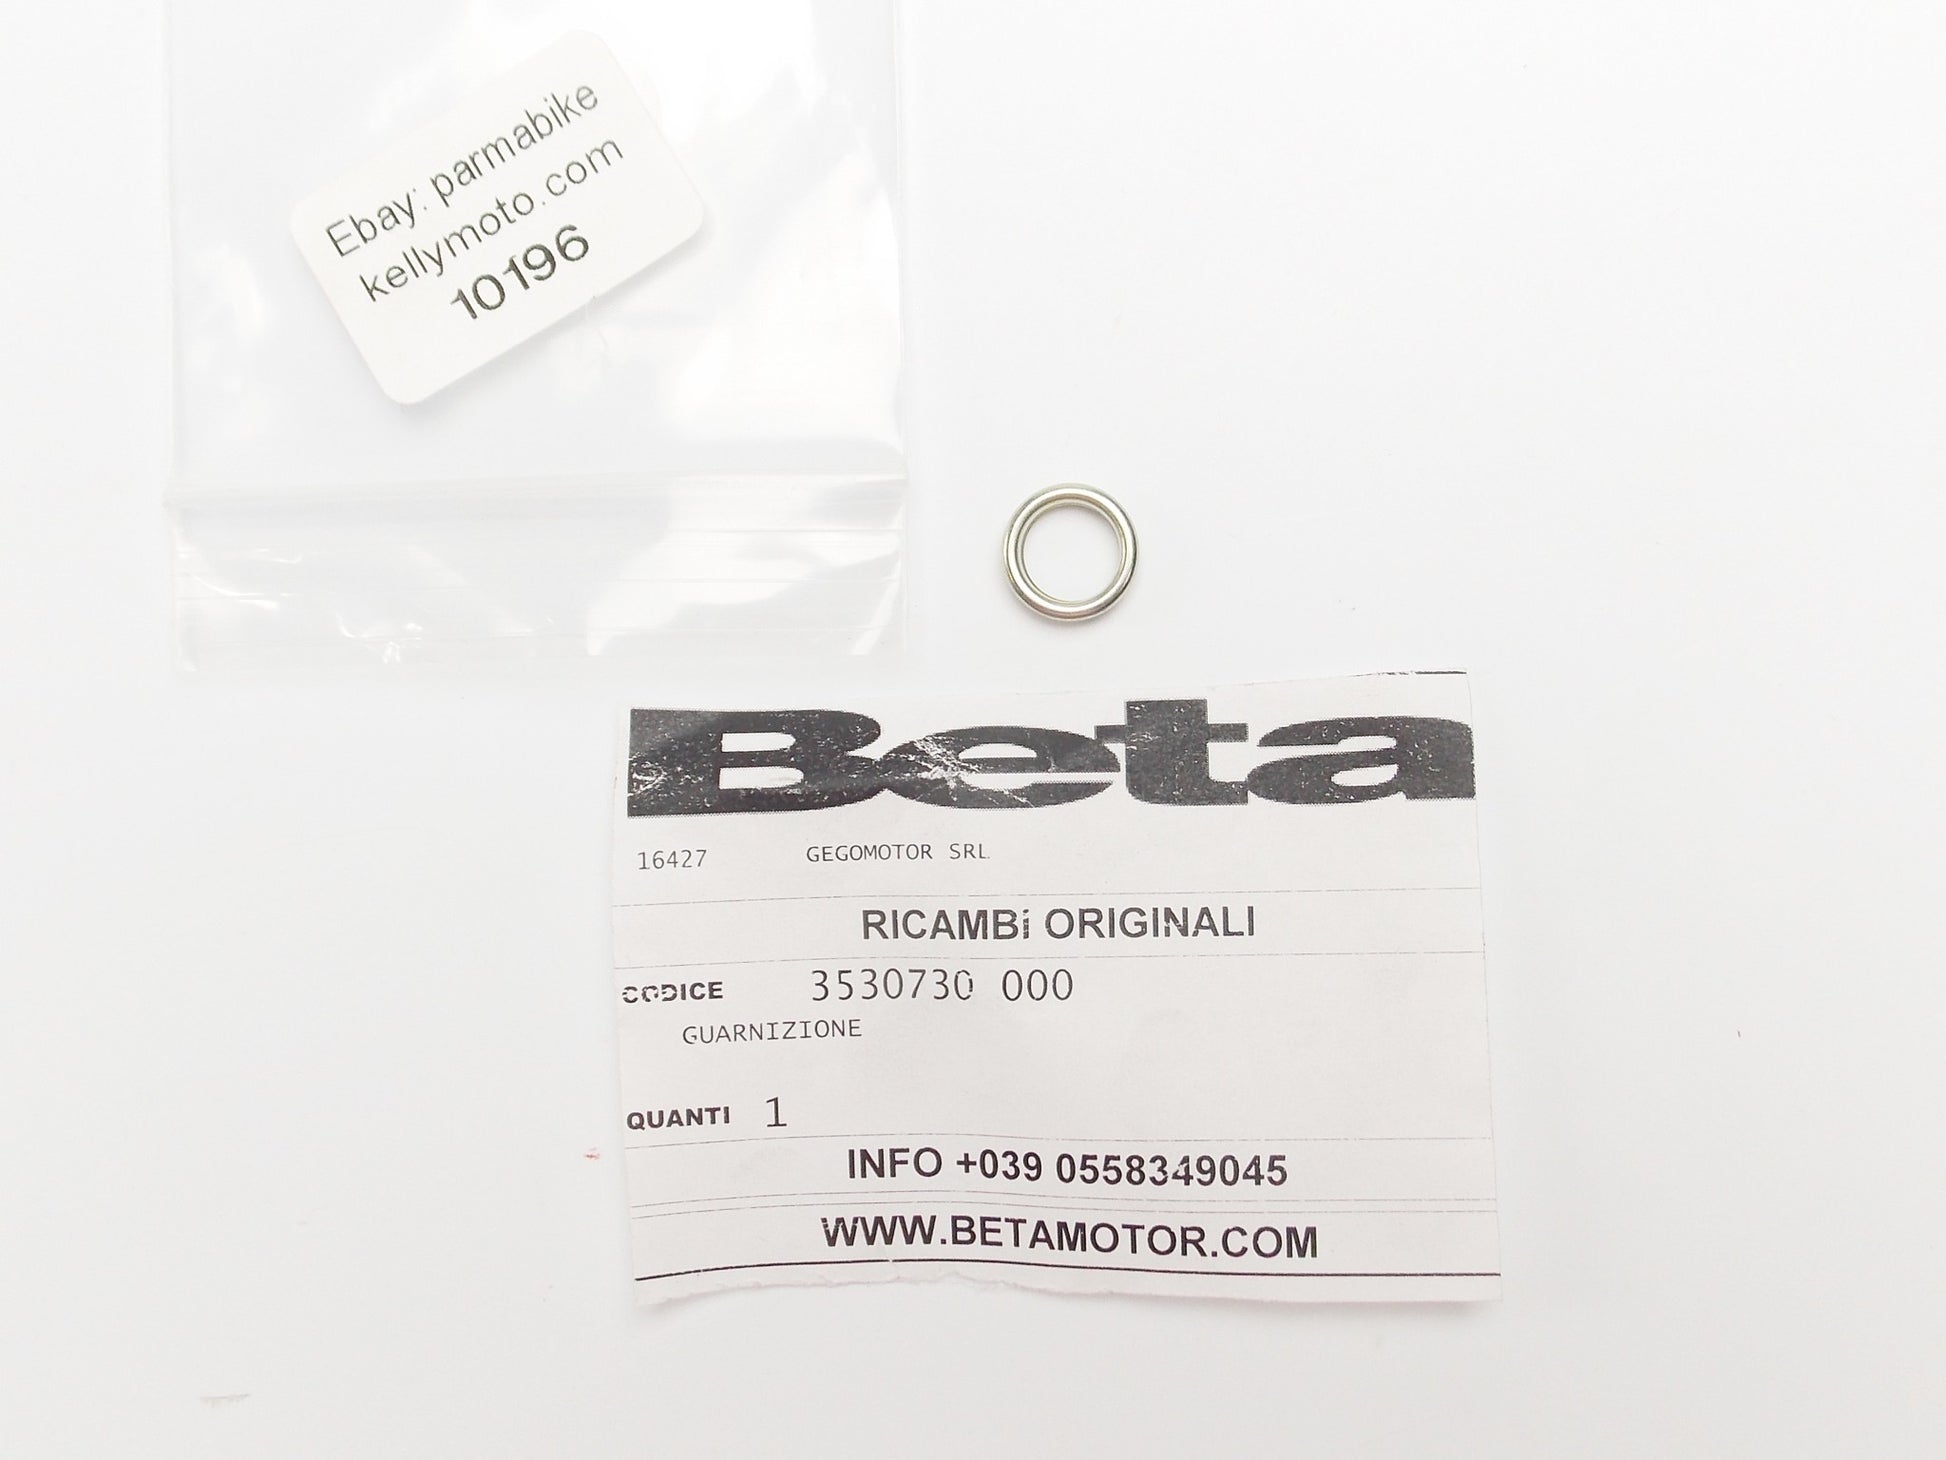 Ebay: parmabike
kellymoto.com
10196
Beta
16427 GEGOMOTOR SRL
RICAMBi ORIGINALI
CODICE 3530730 000
GUARNIZIONE
QUANTI 1
INFO +039 0558349045
WWW.BETAMOTOR.COM